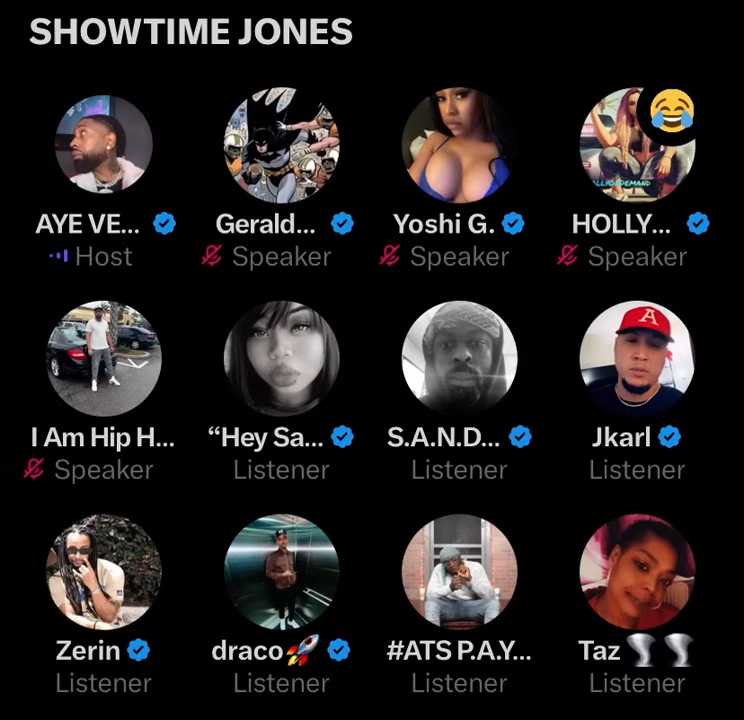 SHOWTIME JONES
AYE VE... Gerald... Yoshi G. HOLLY...
Host Speaker Speaker Speaker
I Am Hip H... “Hey Sa... S.A.N.D... Jkarl
Speaker Listener Listener Listener
Zerin draco🚀 #ATS P.A.Y... Taz🌪️🌪️
Listener Listener Listener Listener
A